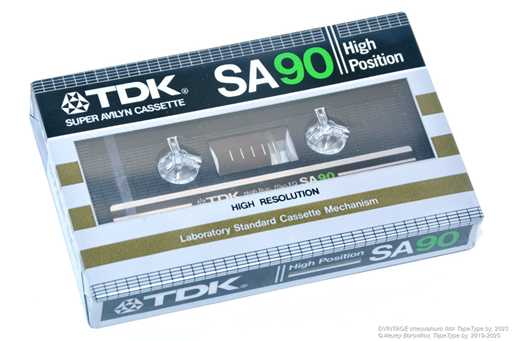 TDK®
SUPER AVILYN CASSETTE
SA90
High
Position
TDK
SA90
HIGH RESOLUTION
Laboratory Standard Cassette Mechanism
TDK
High Position
SA90